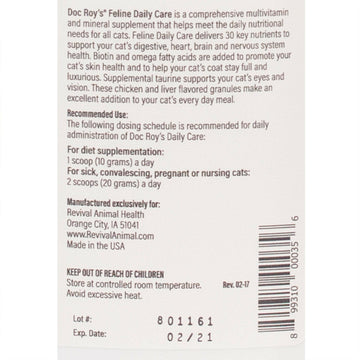 Doc Roy's® Feline Daily Care is a comprehensive multivitamin
and mineral supplement that helps meet the daily nutritional
needs for all cats. Feline Daily Care delivers 30 key nutrients to
support your cat's digestive, heart, brain and nervous system
health. Biotin and omega fatty acids are added to promote your
cat's skin health and to help your cat's coat stay full and
luxurious. Supplemental taurine supports your cat's eyes and
vision. These chicken and liver flavored granules make an
excellent addition to your cat's every day meal.
Recommended Use:
The following dosing schedule is recommended for daily
administration of Doc Roy's Daily Care:
For diet supplementation:
1 scoop (10 grams) a day
For sick, convalescing, pregnant or nursing cats:
2 scoops (20 grams) a day
Manufactured exclusively for:
Revival Animal Health
Orange City, IA 51041
www.RevivalAnimal.com
Made in the USA
KEEP OUT OF REACH OF CHILDREN
Store at controlled room temperature.
Avoid excessive heat.
Rev. 02-17
8 99310 00035 6
Lot #: 801161
Exp. Date: 02/21